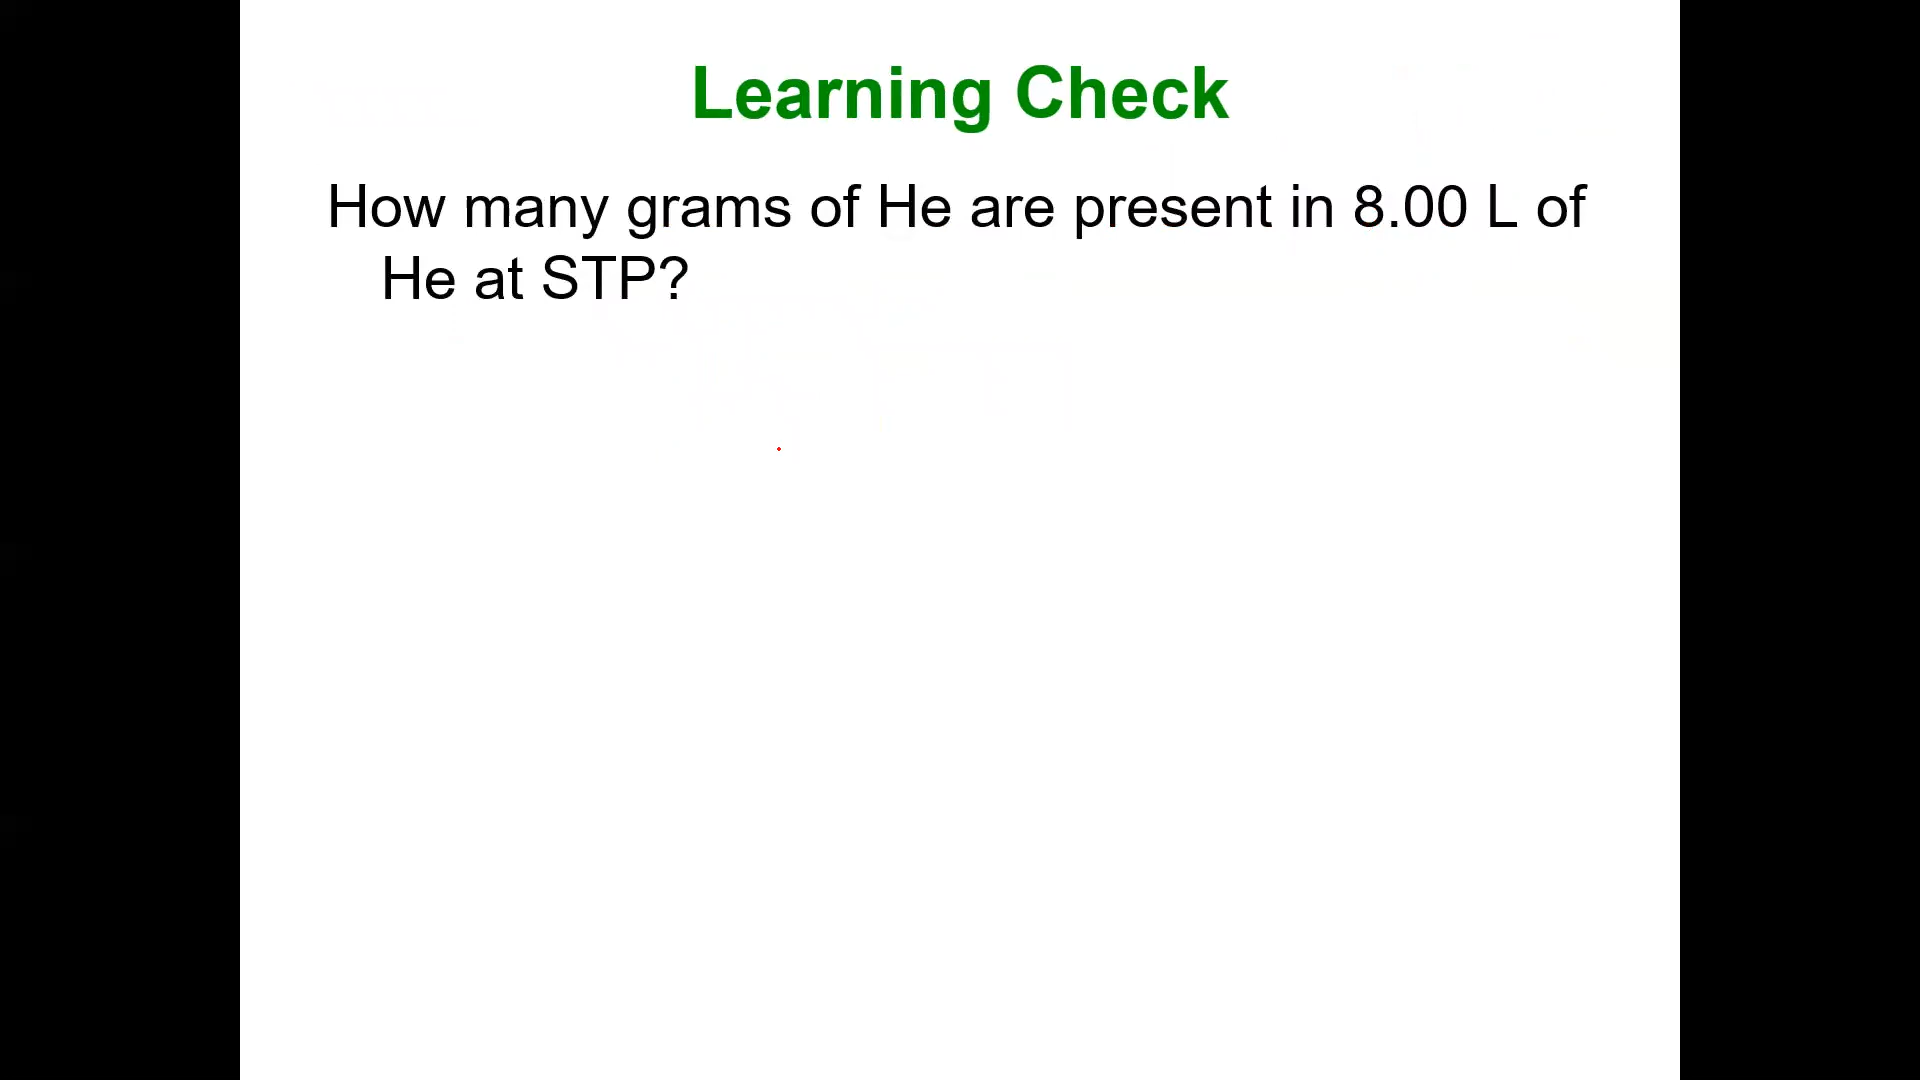 Learning Check
How many grams of He are present in 8.00 L of
He at STP?